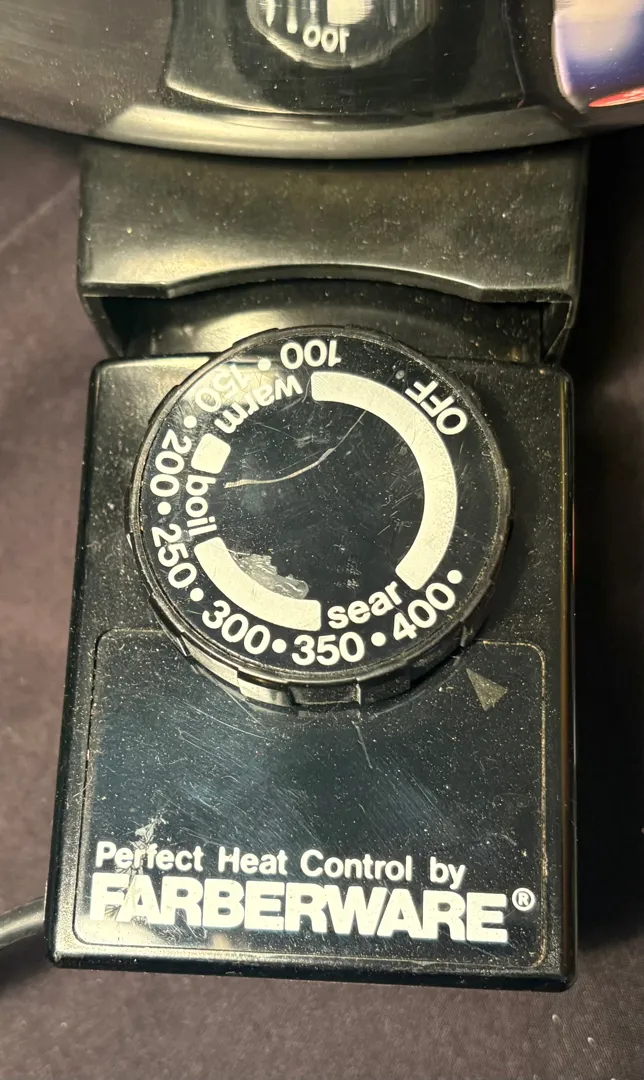 100
OFF
100 • 150 • 200 • 250 • 300 • 350 • 400 •
warm
boil
sear
Perfect Heat Control by
FARBERWARE®